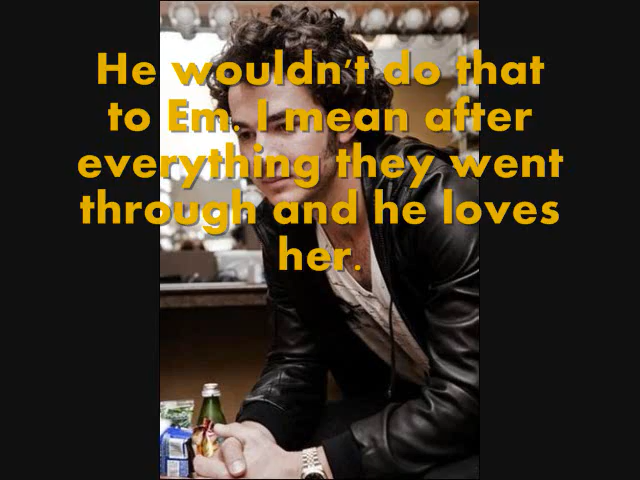 He wouldn't do that
to Em. I mean after
everything they went
through and he loves
her.